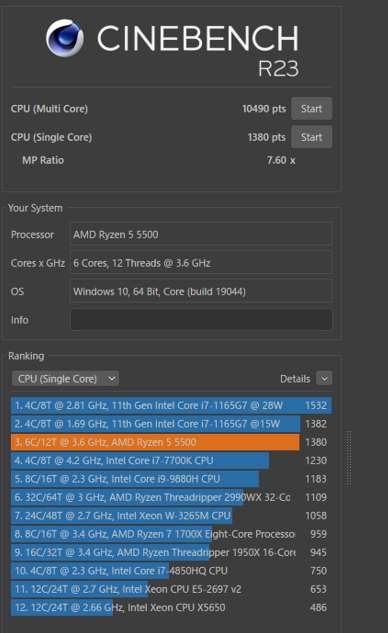 CINEBENCH
R23
CPU (Multi Core) 10490 pts Start
CPU (Single Core) 1380 pts Start
MP Ratio 7.60 x
Your System
Processor AMD Ryzen 5 5500
Cores x GHz 6 Cores, 12 Threads @ 3.6 GHz
OS Windows 10, 64 Bit, Core (build 19044)
Info
Ranking
CPU (Single Core) Details
1. 4C/8T @ 2.81 GHz, 11th Gen Intel Core i7-1165G7 @ 28W 1532
2. 4C/8T @ 1.69 GHz, 11th Gen Intel Core i7-1165G7 @15W 1382
3. 6C/12T @ 3.6 GHz, AMD Ryzen 5 5500 1380
4. 4C/8T @ 4.2 GHz, Intel Core i7-7700K CPU 1230
5. 8C/16T @ 2.3 GHz, Intel Core i9-9880H CPU 1183
6. 32C/64T @ 3 GHz, AMD Ryzen Threadripper 2990WX 32-Co 1109
7. 24C/48T @ 2.7 GHz, Intel Xeon W-3265M CPU 1058
8. 8C/16T @ 3.4 GHz, AMD Ryzen 7 1700X Eight-Core Processo 959
9. 16C/32T @ 3.4 GHz, AMD Ryzen Threadripper 1950X 16-Core 945
10. 4C/8T @ 2.3 GHz, Intel Core i7-4850HQ CPU 750
11. 12C/24T @ 2.7 GHz, Intel Xeon CPU E5-2697 v2 653
12. 12C/24T @ 2.66 GHz, Intel Xeon CPU X5650 486